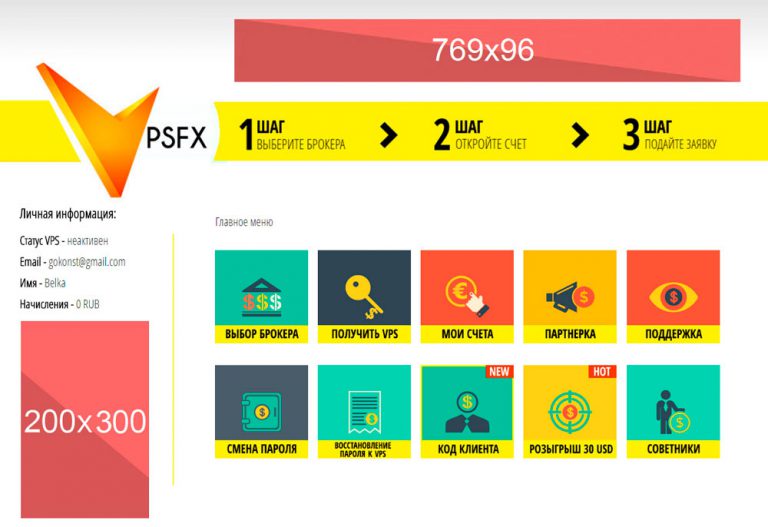 769x96
PSFX
1 ШАГ
ВЫБЕРИТЕ БРОКЕРА
2 ШАГ
ОТКРОЙТЕ СЧЕТ
3 ШАГ
ПОДАЙТЕ ЗАЯВКУ
Личная информация:
Статус VPS - неактивен
Email - gokonst@gmail.com
Имя - Belka
Начисления - 0 RUB
200x300
Главное меню
ВЫБОР БРОКЕРА
ПОЛУЧИТЬ VPS
МОИ СЧЕТА
ПАРТНЕРКА
ПОДДЕРЖКА
СМЕНА ПАРОЛЯ
ВОССТАНОВЛЕНИЕ
ПАРОЛЯ К VPS
NEW
КОД КЛИЕНТА
HOT
РОЗЫГРЫШ 30 USD
СОВЕТНИКИ